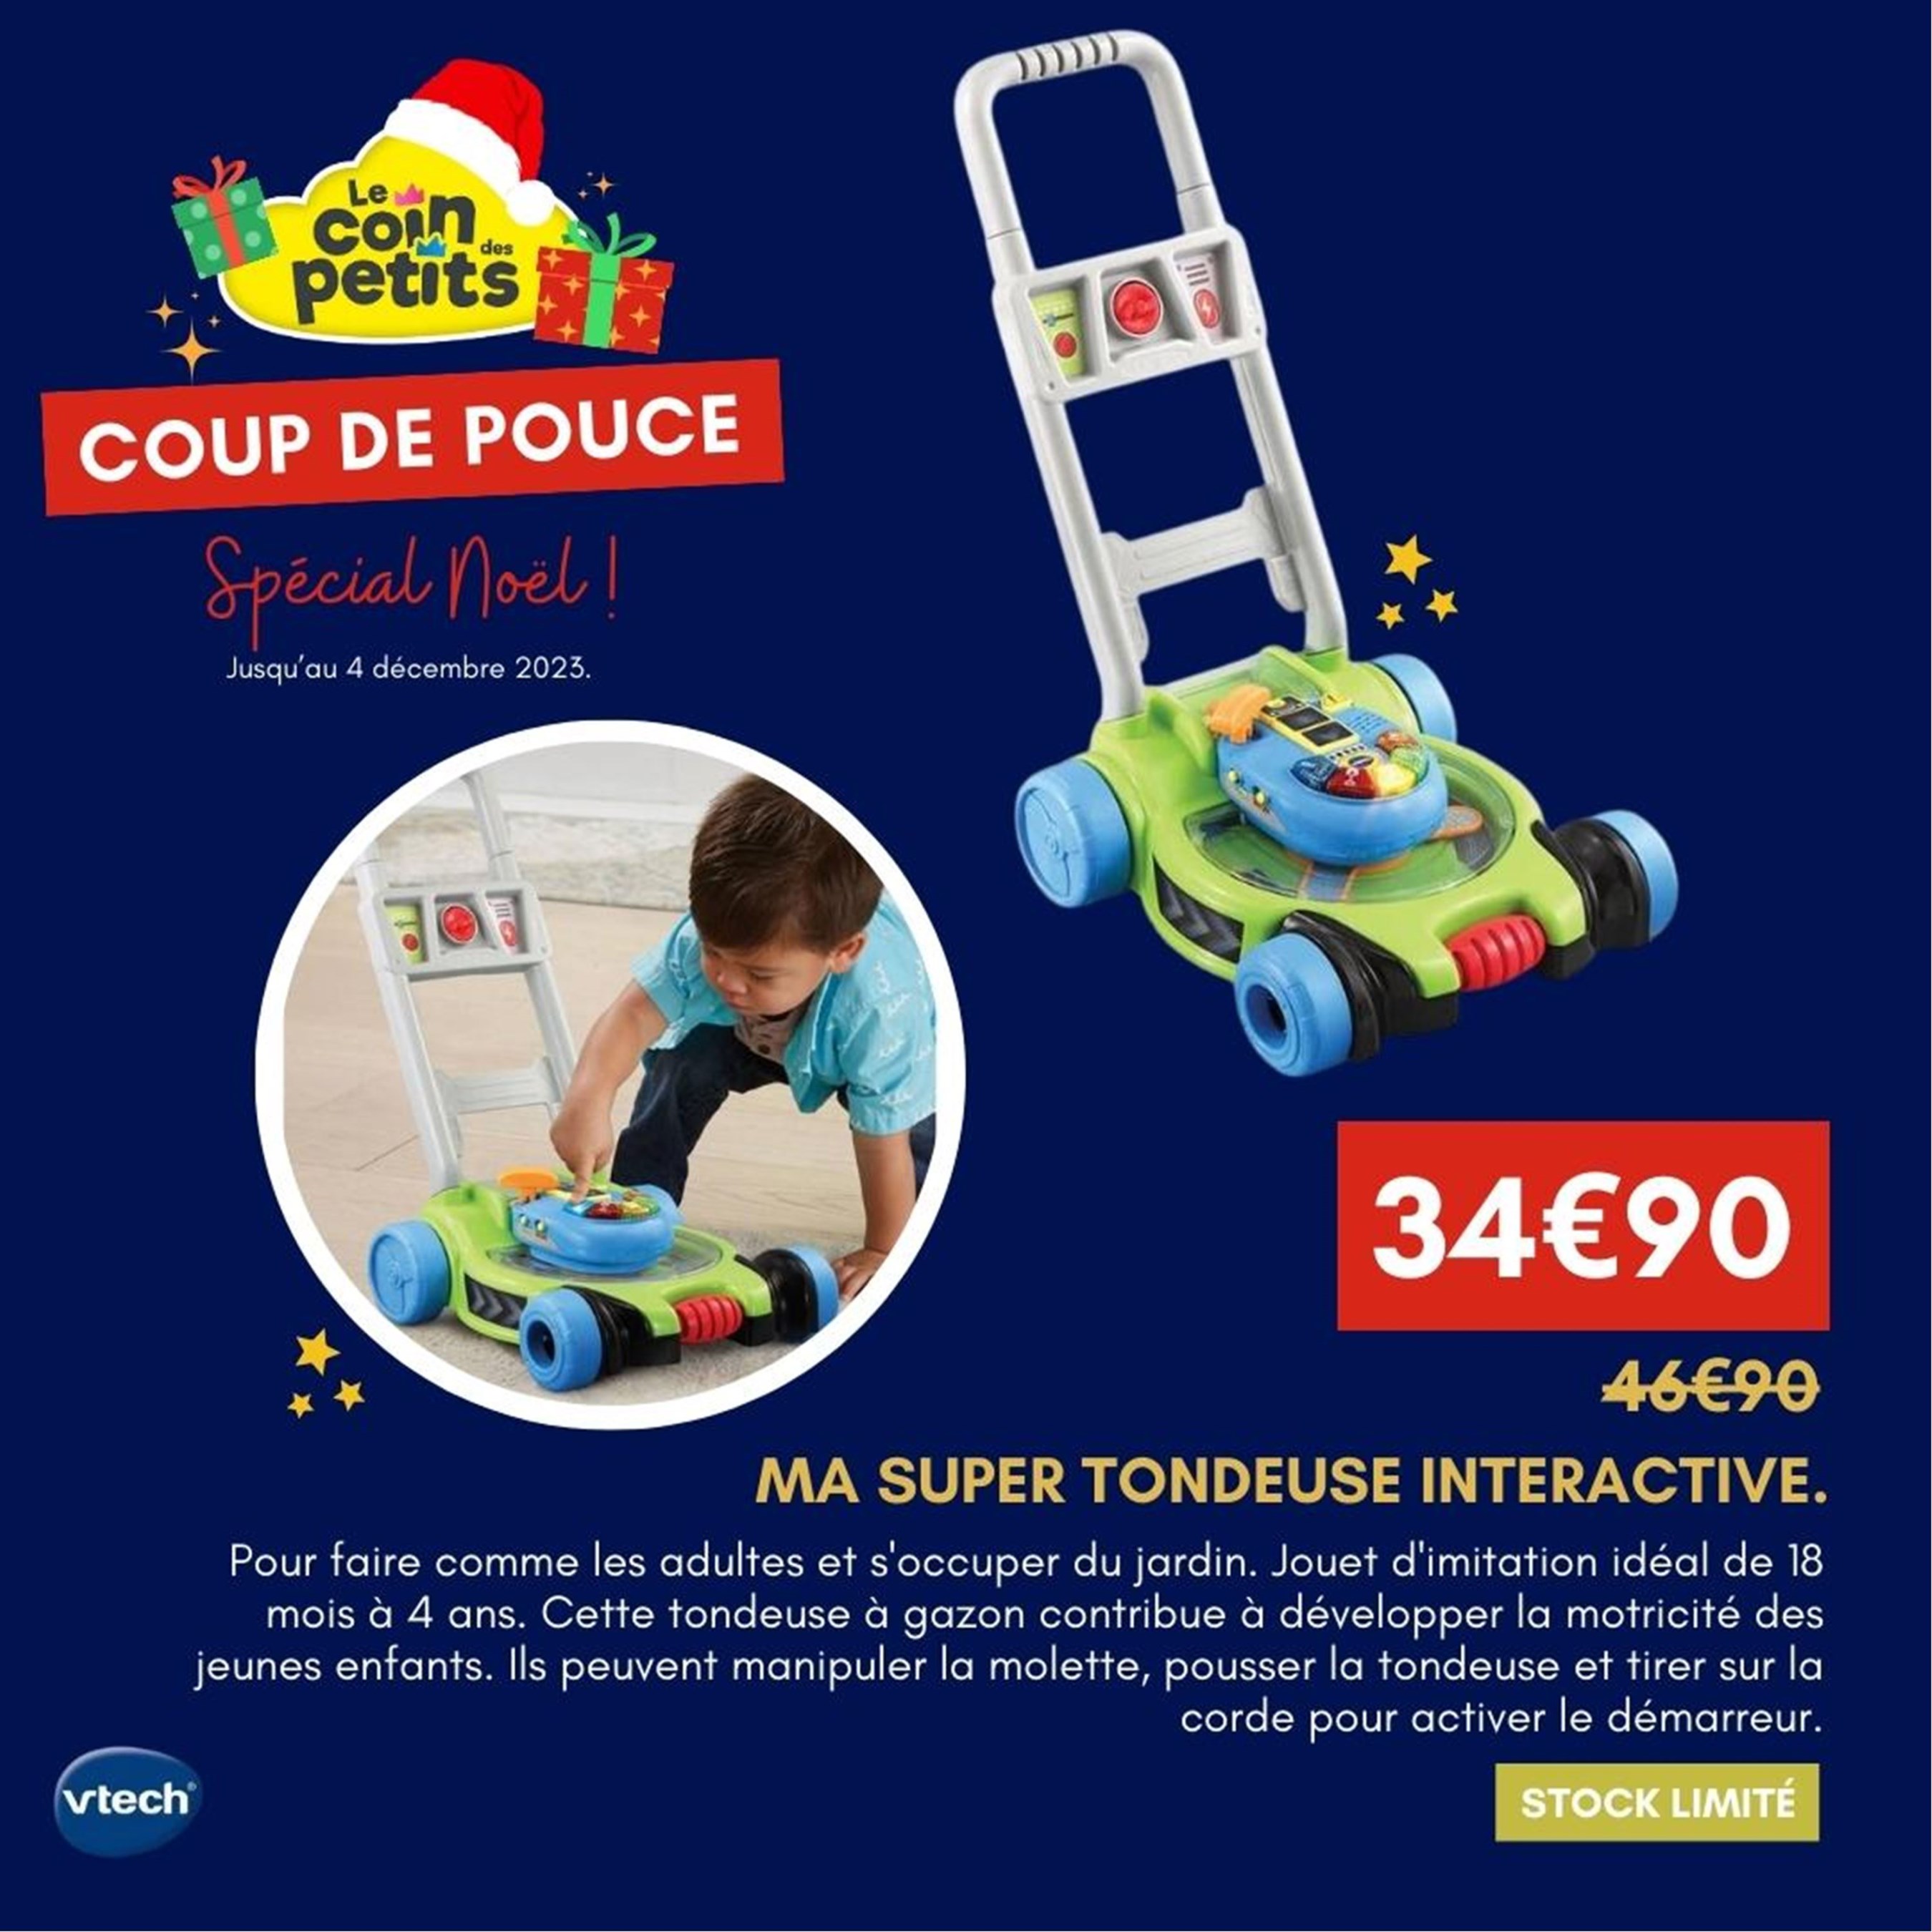 Le
coin
des
petits
COUP DE POUCE
Spécial Noël !
Jusqu'au 4 décembre 2023.
34€90
46€90
MA SUPER TONDEUSE INTERACTIVE.
Pour faire comme les adultes et s'occuper du jardin. Jouet d'imitation idéal de 18
mois à 4 ans. Cette tondeuse à gazon contribue à développer la motricité des
jeunes enfants. Ils peuvent manipuler la molette, pousser la tondeuse et tirer sur la
corde pour activer le démarreur.
vtech®
STOCK LIMITÉ